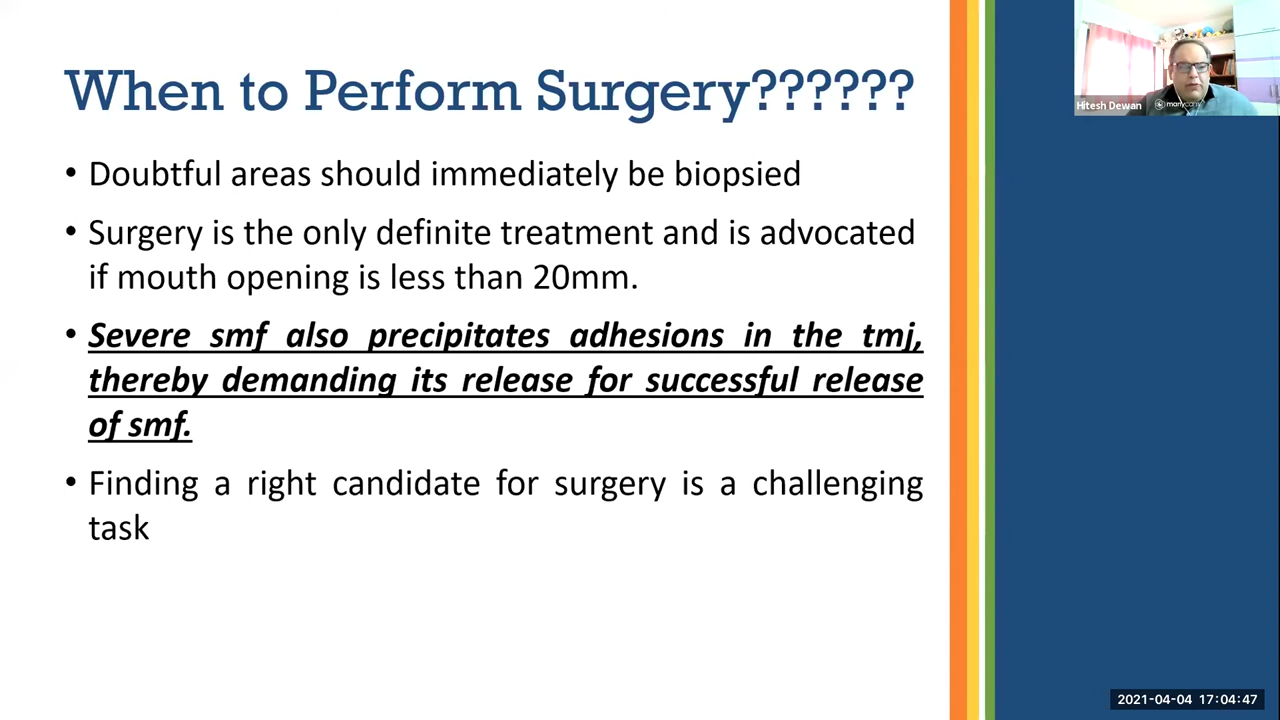 When to Perform Surgery??????
Hitesh Dewan
manycam
• Doubtful areas should immediately be biopsied
• Surgery is the only definite treatment and is advocated
if mouth opening is less than 20mm.
• Severe smf also precipitates adhesions in the tmj,
thereby demanding its release for successful release
of smf.
• Finding a right candidate for surgery is a challenging
task
2021-04-04 17:04:47